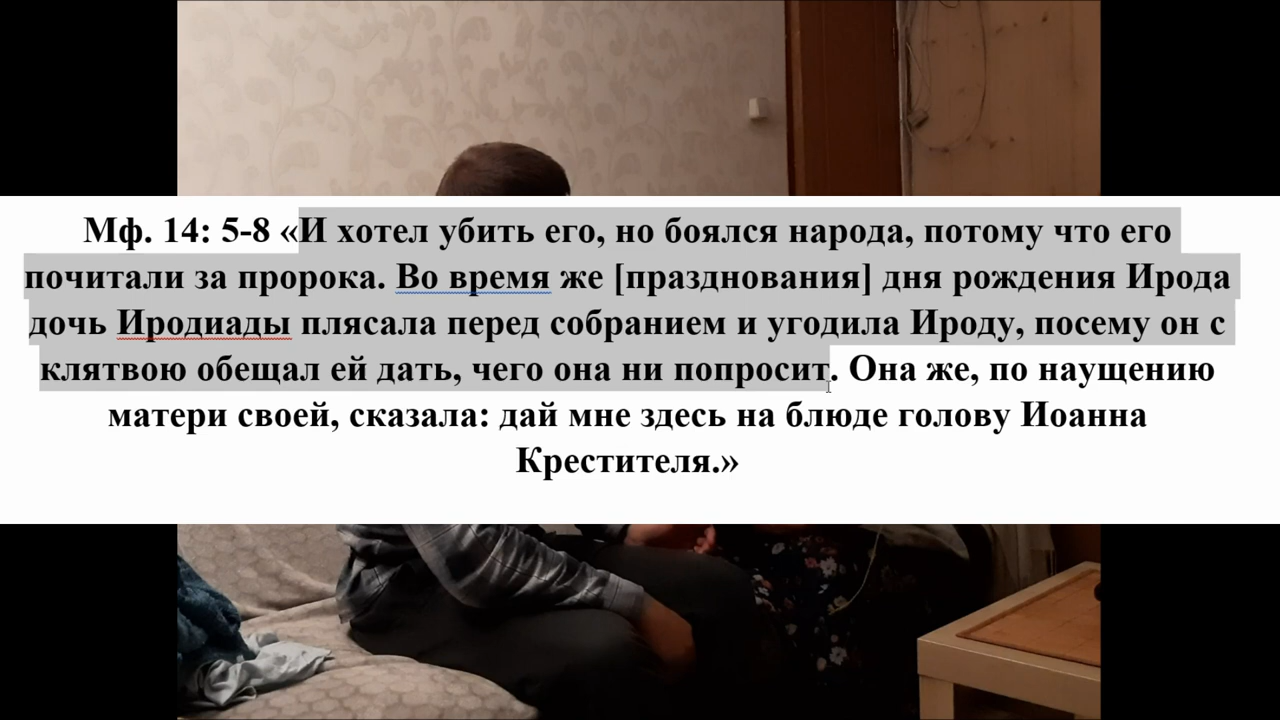 Мф. 14: 5-8 «И хотел убить его, но боялся народа, потому что его
почитали за пророка. Во время же [празднования] дня рождения Ирода
дочь Иродиады плясала перед собранием и угодила Ироду, посему он с
клятвою обещал ей дать, чего она ни попросит. Она же, по наущению
матери своей, сказала: дай мне здесь на блюде голову Иоанна
Крестителя.»